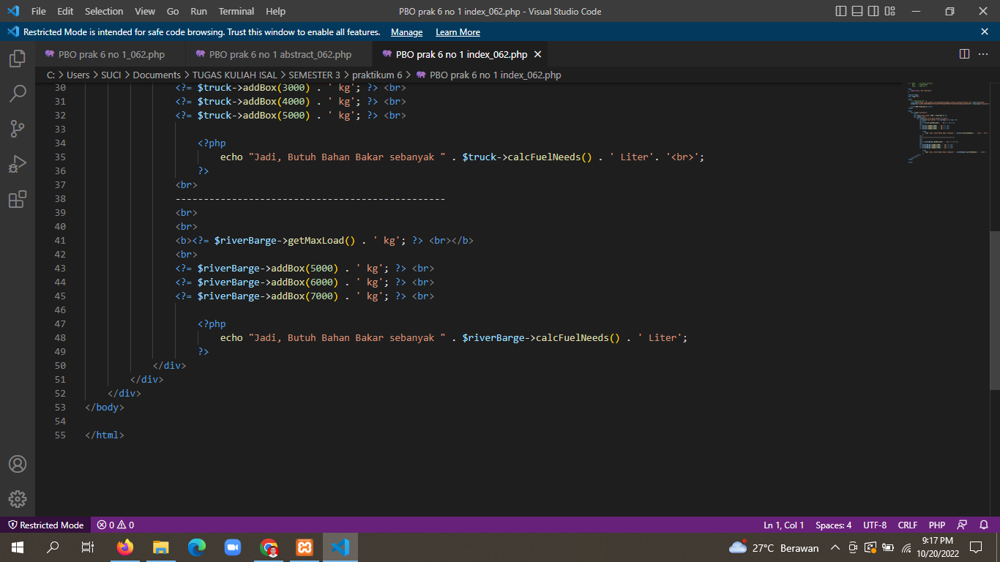 File Edit Selection View Go Run Terminal Help PBO prak 6 no 1 index_062.php - Visual Studio Code
Restricted Mode is intended for safe code browsing. Trust this window to enable all features. Manage Learn More
PBO prak 6 no 1_062.php PBO prak 6 no 1 abstract_062.php PBO prak 6 no 1 index_062.php
C: > Users > SUCI > Documents > TUGAS KULIAH ISAL > SEMESTER 3 > praktikum 6 > PBO prak 6 no 1 index_062.php
30 <?= $truck->addBox(3000) . ' kg'; ?> <br>
31 <?= $truck->addBox(4000) . ' kg'; ?> <br>
32 <?= $truck->addBox(5000) . ' kg'; ?> <br>
33
34 <?php
35 echo "Jadi, Butuh Bahan Bakar sebanyak " . $truck->calcFuelNeeds() . ' Liter'. '<br>';
36 ?>
37 <br>
38 ------------------------------------------------
39 <br>
40 <br>
41 <b><?= $riverBarge->getMaxLoad() . ' kg'; ?> <br></b>
42 <br>
43 <?= $riverBarge->addBox(5000) . ' kg'; ?> <br>
44 <?= $riverBarge->addBox(6000) . ' kg'; ?> <br>
45 <?= $riverBarge->addBox(7000) . ' kg'; ?> <br>
46
47 <?php
48 echo "Jadi, Butuh Bahan Bakar sebanyak " . $riverBarge->calcFuelNeeds() . ' Liter';
49 ?>
50 </div>
51 </div>
52 </div>
53 </body>
54
55 </html>
Restricted Mode 0 0 Ln 1, Col 1 Spaces: 4 UTF-8 CRLF PHP
27°C Berawan 9:17 PM
10/20/2022